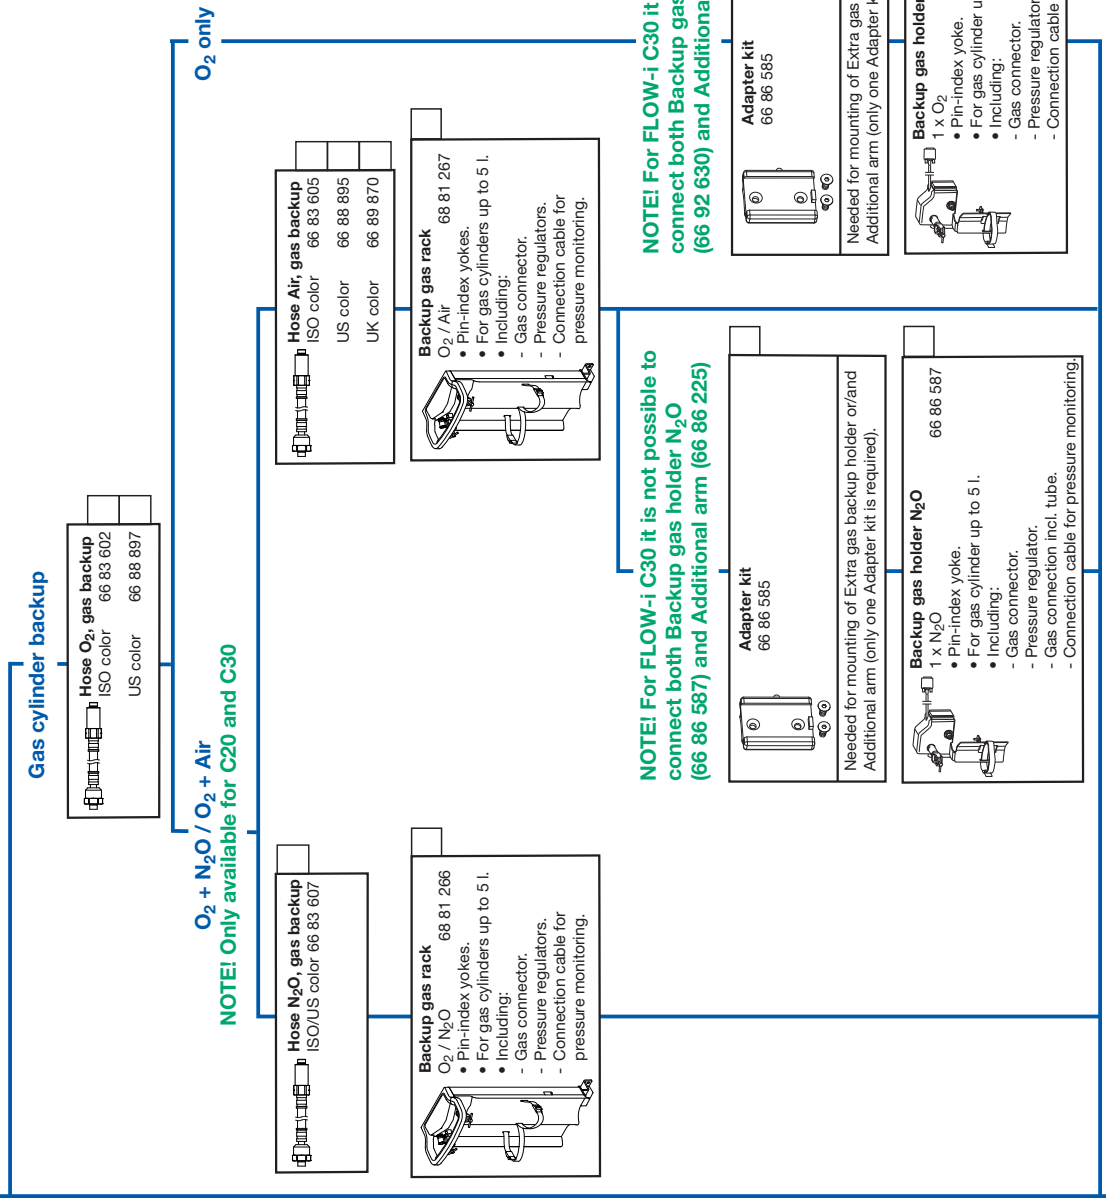 Gas cylinder backup
Hose O2, gas backup
ISO color 66 83 602
US color 66 88 897
O2 + N2O / O2 + Air
NOTE! Only available for C20 and C30
O2 only
Hose N2O, gas backup
ISO/US color 66 83 607
Backup gas rack
O2 / N2O 68 81 266
• Pin-index yokes.
• For gas cylinders up to 5 l.
• Including:
- Gas connector.
- Pressure regulators.
- Connection cable for
pressure monitoring.
Hose Air, gas backup
ISO color 66 83 605
US color 66 88 895
UK color 66 89 870
Backup gas rack
O2 / Air 68 81 267
• Pin-index yokes.
• For gas cylinders up to 5 l.
• Including:
- Gas connector.
- Pressure regulators.
- Connection cable for
pressure monitoring.
NOTE! For FLOW-i C30 it is not possible to
connect both Backup gas holder N2O
(66 86 587) and Additional arm (66 86 225)
Adapter kit
66 86 585
Needed for mounting of Extra gas backup holder or/and
Additional arm (only one Adapter kit is required).
Backup gas holder N2O
1 x N2O 66 86 587
• Pin-index yoke.
• For gas cylinder up to 5 l.
• Including:
- Gas connector.
- Pressure regulator.
- Gas connection incl. tube.
- Connection cable for pressure monitoring.
NOTE! For FLOW-i C30 it
connect both Backup gas
(66 92 630) and Additional
Adapter kit
66 86 585
Needed for mounting of Extra gas
Additional arm (only one Adapter
Backup gas holder
1 x O2
• Pin-index yoke.
• For gas cylinder
• Including:
- Gas connector.
- Pressure regulator
- Connection cable